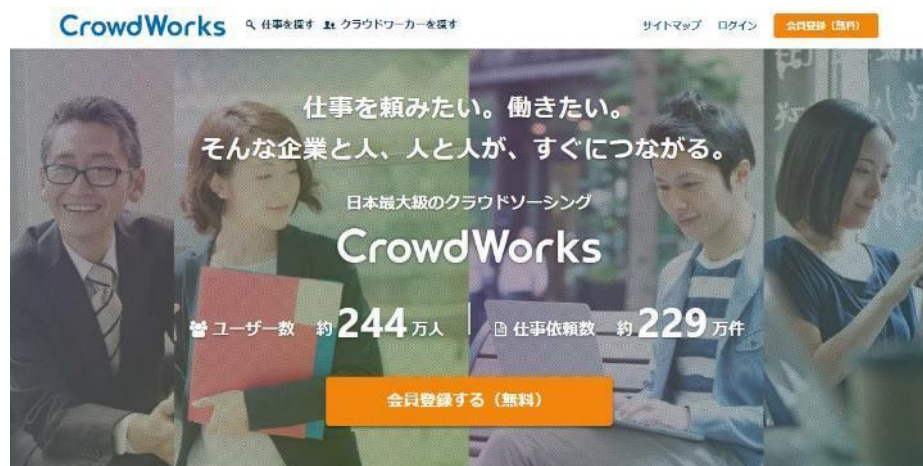 CrowdWorks 仕事を探す クラウドワーカーを探す サイトマップ ログイン 会員登録（無料）
仕事を頼みたい。働きたい。
そんな企業と人、人と人が、すぐにつながる。
日本最大級のクラウドソーシング
CrowdWorks
ユーザー数 約244万人 仕事依頼数 約229万件
会員登録する（無料）